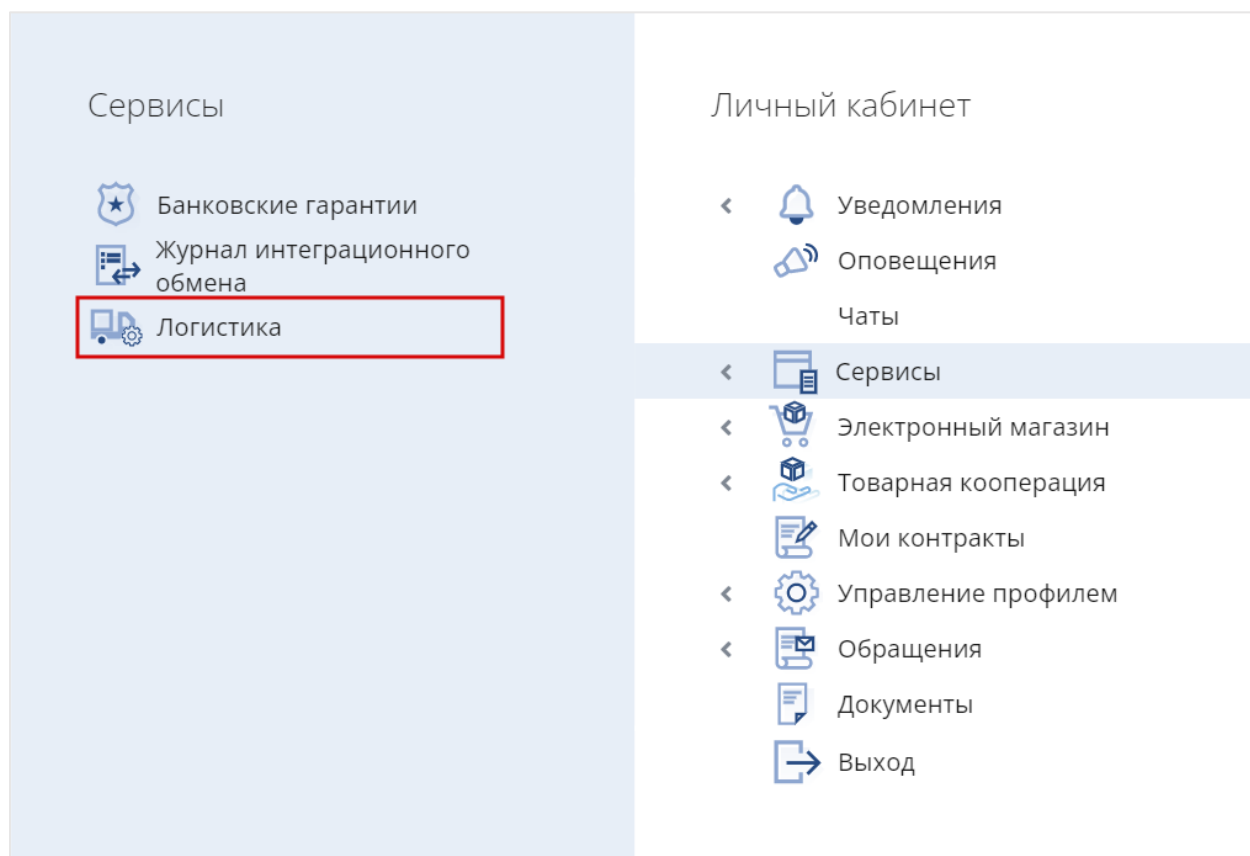 Сервисы
Банковские гарантии
Журнал интеграционного
обмена
Логистика
Личный кабинет
Уведомления
Оповещения
Чаты
Сервисы
Электронный магазин
Товарная кооперация
Мои контракты
Управление профилем
Обращения
Документы
Выход